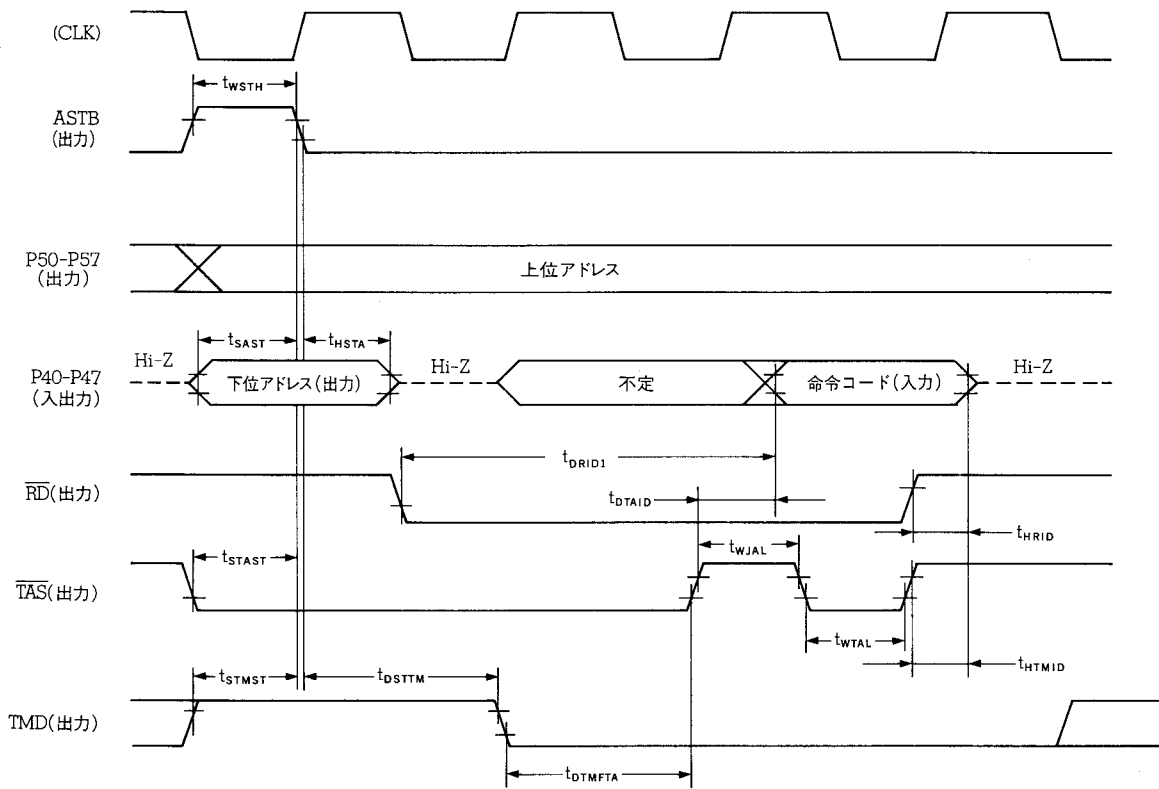 (CLK)
tWSTH
ASTB
(出力)
P50-P57
(出力)
上位アドレス
tSAST
tHSTA
Hi-Z
Hi-Z
Hi-Z
P40-P47
(入出力)
下位アドレス(出力)
不定
命令コード(入力)
tDRID1
RD(出力)
tDTAID
tHRID
tSTAST
tWJAL
TAS(出力)
tWTAL
tHTMID
tSTMST
tDSTTM
TMD(出力)
tDTMFTA